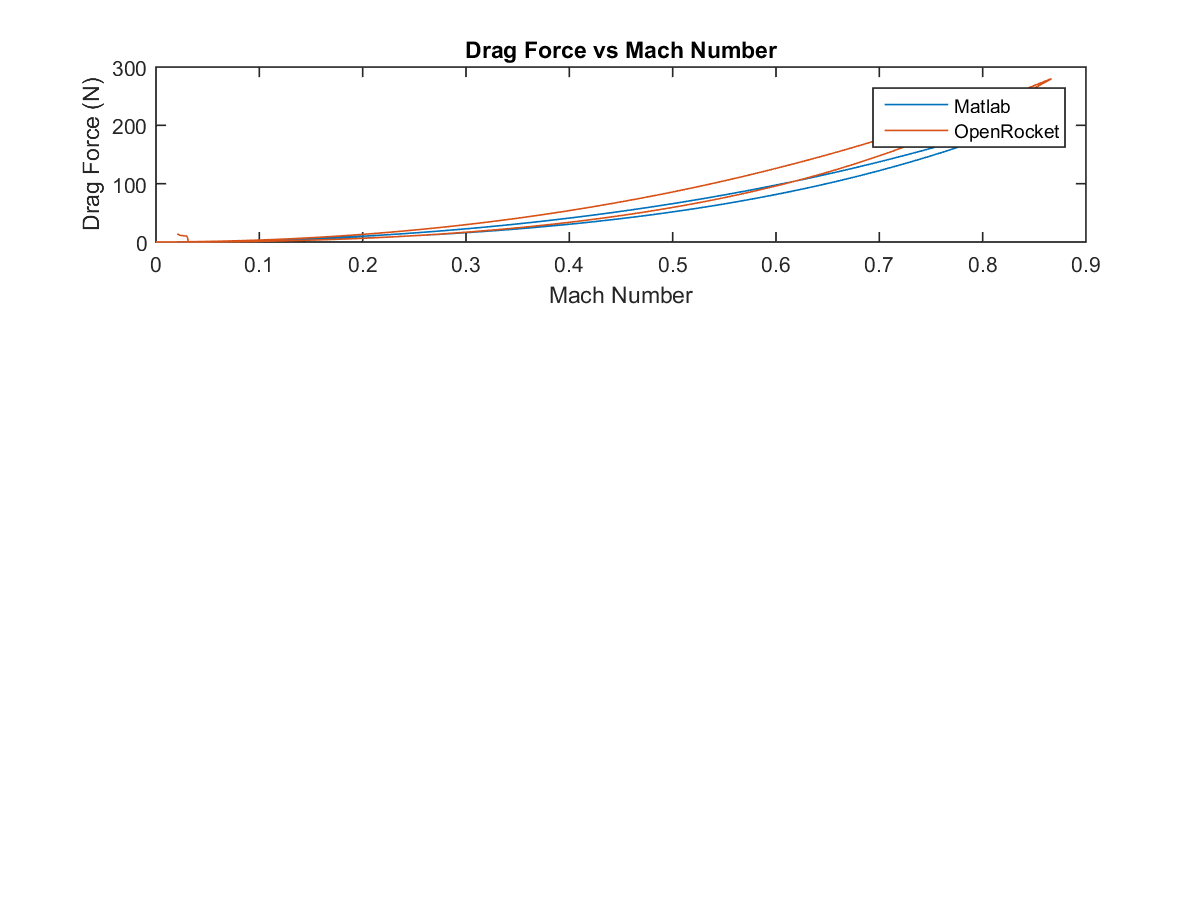 Drag Force vs Mach Number
300
200
100
0
Drag Force (N)
Matlab
OpenRocket
0 0.1 0.2 0.3 0.4 0.5 0.6 0.7 0.8 0.9
Mach Number